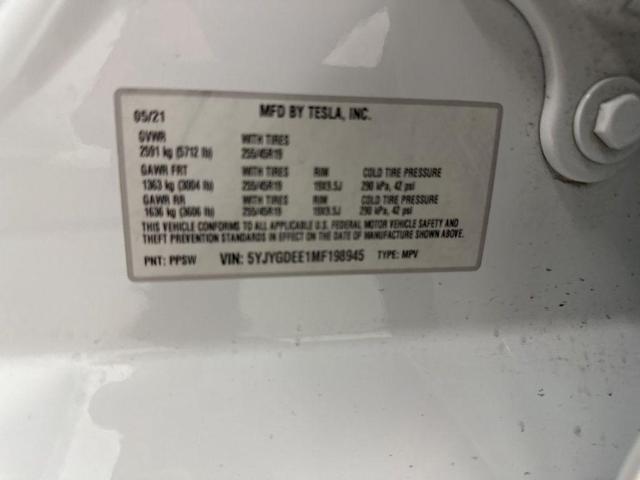 05/21 MFD BY TESLA, INC.
GVWR WITH TIRES
2591 kg (5712 lb) 255/45R19
GAWR FRT WITH TIRES RIM COLD TIRE PRESSURE
1363 kg (3004 lb) 255/45R19 19X9.5J 290 kPa, 42 psi
GAWR RR WITH TIRES RIM COLD TIRE PRESSURE
1636 kg (3606 lb) 255/45R19 19X9.5J 290 kPa, 42 psi
THIS VEHICLE CONFORMS TO ALL APPLICABLE U.S. FEDERAL MOTOR VEHICLE SAFETY AND
THEFT PREVENTION STANDARDS IN EFFECT ON THE DATE OF MANUFACTURE SHOWN ABOVE.
PNT: PPSW VIN: 5YJYGDEE1MF198945 TYPE: MPV